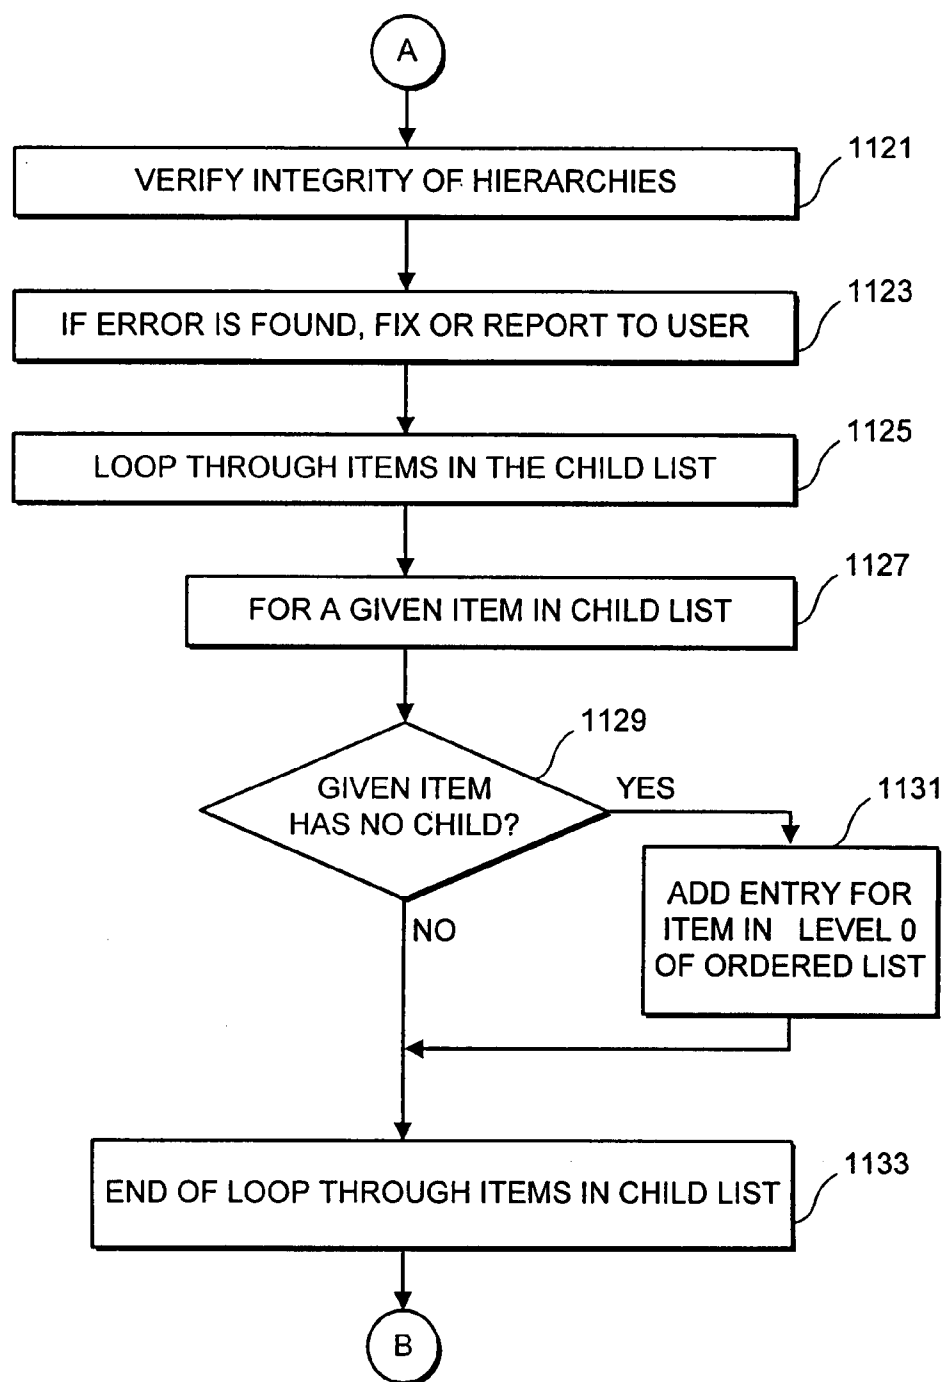 A
VERIFY INTEGRITY OF HIERARCHIES
1121
IF ERROR IS FOUND, FIX OR REPORT TO USER
1123
LOOP THROUGH ITEMS IN THE CHILD LIST
1125
FOR A GIVEN ITEM IN CHILD LIST
1127
GIVEN ITEM
HAS NO CHILD?
1129
YES
1131
ADD ENTRY FOR
ITEM IN LEVEL 0
OF ORDERED LIST
NO
END OF LOOP THROUGH ITEMS IN CHILD LIST
1133
B